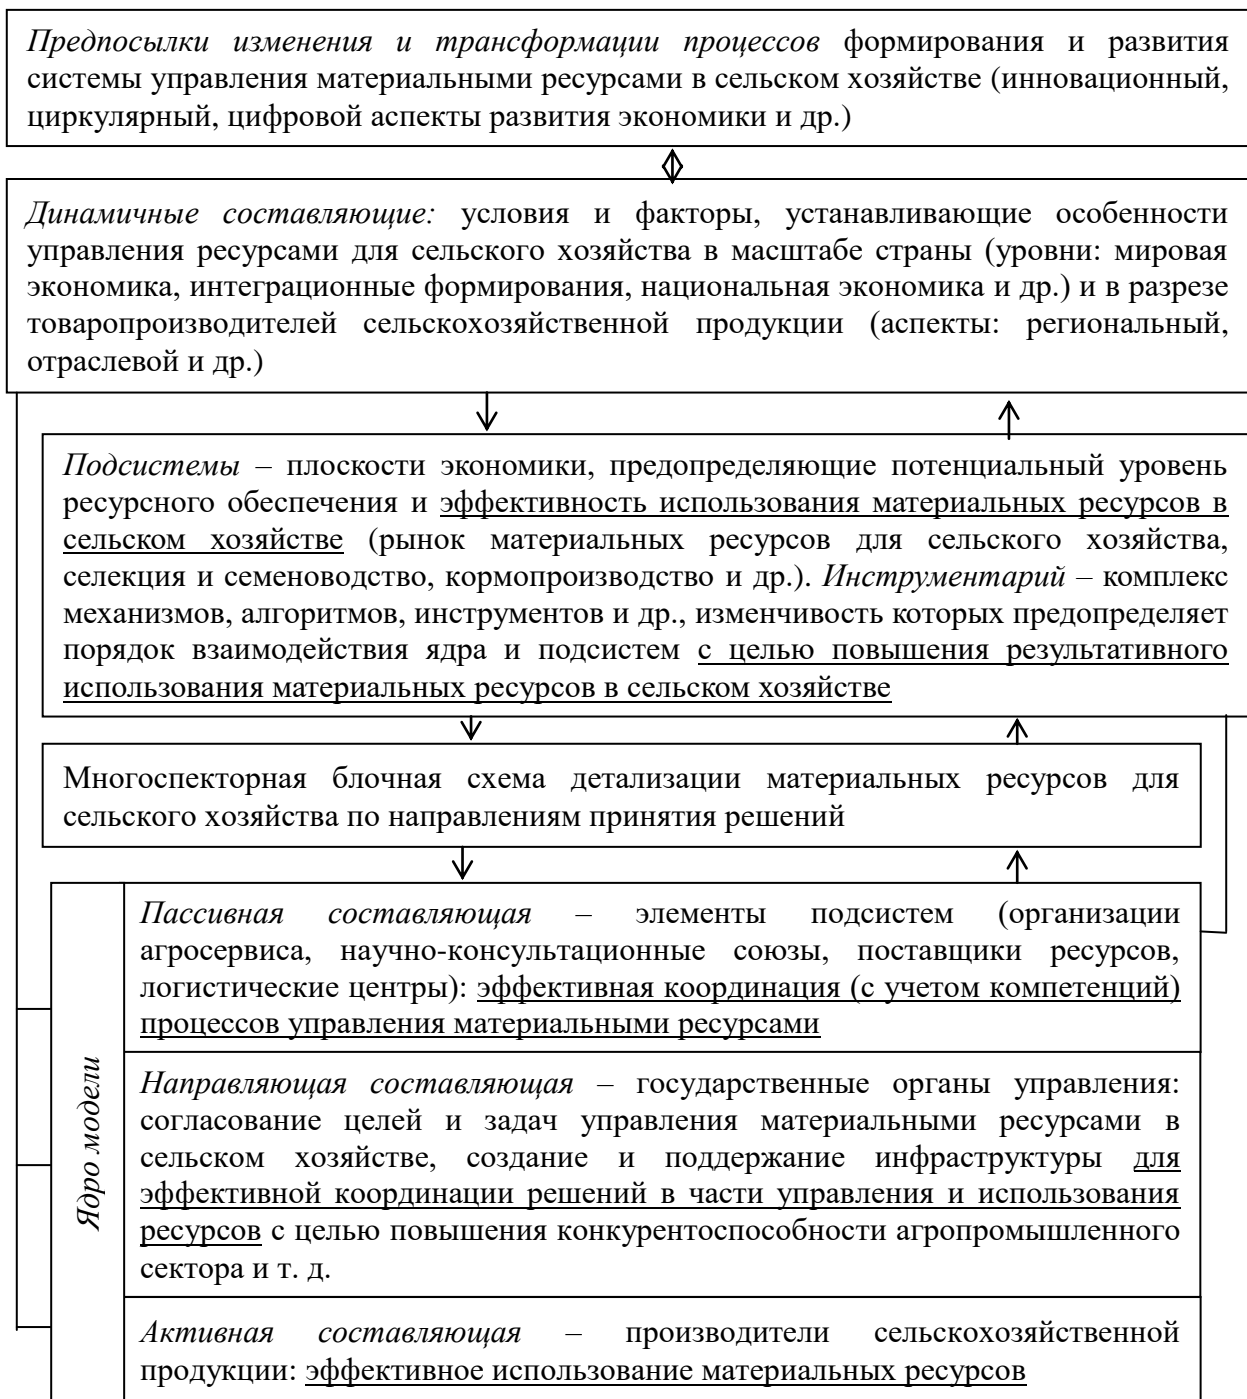 Предпосылки изменения и трансформации процессов формирования и развития
системы управления материальными ресурсами в сельском хозяйстве (инновационный,
циркулярный, цифровой аспекты развития экономики и др.)
Динамичные составляющие: условия и факторы, устанавливающие особенности
управления ресурсами для сельского хозяйства в масштабе страны (уровни: мировая
экономика, интеграционные формирования, национальная экономика и др.) и в разрезе
товаропроизводителей сельскохозяйственной продукции (аспекты: региональный,
отраслевой и др.)
Подсистемы – плоскости экономики, предопределяющие потенциальный уровень
ресурсного обеспечения и эффективность использования материальных ресурсов в
сельском хозяйстве (рынок материальных ресурсов для сельского хозяйства,
селекция и семеноводство, кормопроизводство и др.). Инструментарий – комплекс
механизмов, алгоритмов, инструментов и др., изменчивость которых предопределяет
порядок взаимодействия ядра и подсистем с целью повышения результативного
использования материальных ресурсов в сельском хозяйстве
Многоспекторная блочная схема детализации материальных ресурсов для
сельского хозяйства по направлениям принятия решений
Ядро модели
Пассивная составляющая – элементы подсистем (организации
агросервиса, научно-консультационные союзы, поставщики ресурсов,
логистические центры): эффективная координация (с учетом компетенций)
процессов управления материальными ресурсами
Направляющая составляющая – государственные органы управления:
согласование целей и задач управления материальными ресурсами в
сельском хозяйстве, создание и поддержание инфраструктуры для
эффективной координации решений в части управления и использования
ресурсов с целью повышения конкурентоспособности агропромышленного
сектора и т. д.
Активная составляющая – производители сельскохозяйственной
продукции: эффективное использование материальных ресурсов